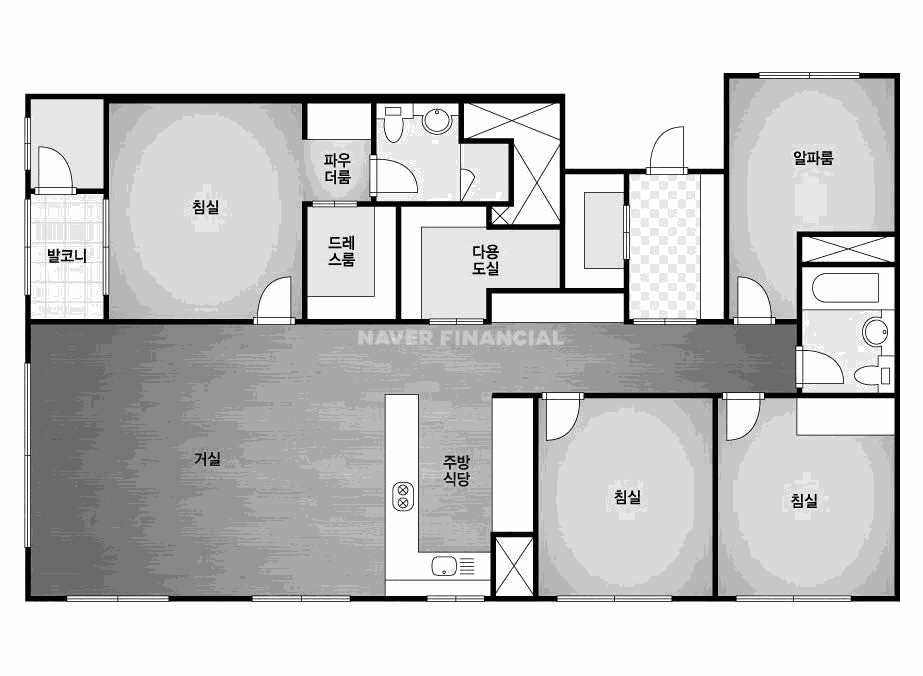 알파룸
파우
더룸
침실
드레
스룸
다용
도실
발코니
NAVER FINANCIAL
거실
주방
식당
침실
침실